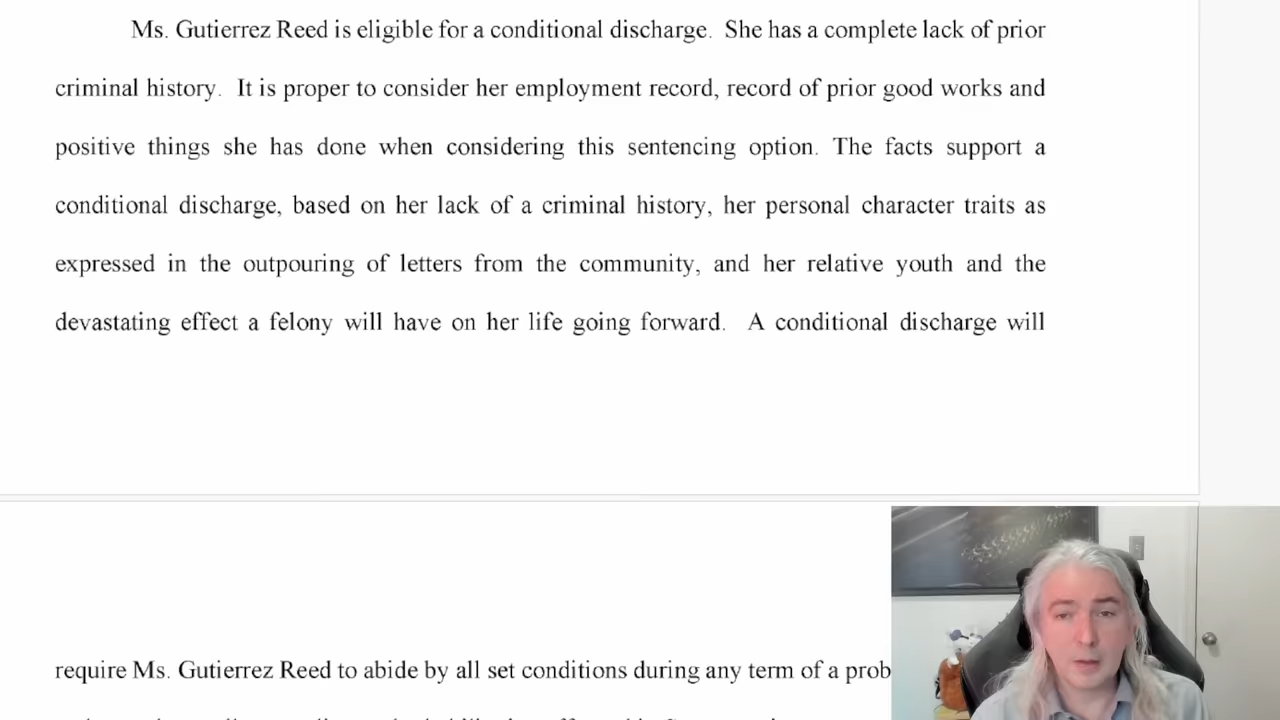 Ms. Gutierrez Reed is eligible for a conditional discharge. She has a complete lack of prior
criminal history. It is proper to consider her employment record, record of prior good works and
positive things she has done when considering this sentencing option. The facts support a
conditional discharge, based on her lack of a criminal history, her personal character traits as
expressed in the outpouring of letters from the community, and her relative youth and the
devastating effect a felony will have on her life going forward. A conditional discharge will
require Ms. Gutierrez Reed to abide by all set conditions during any term of a prob